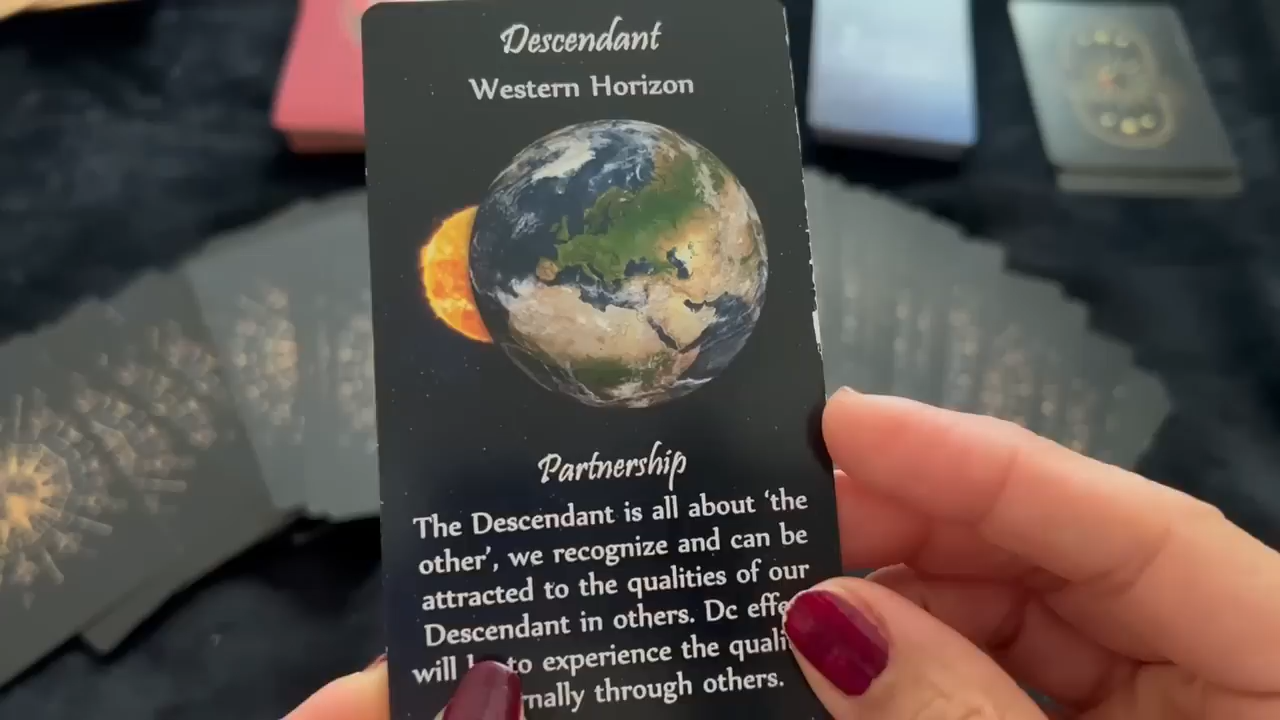 Descendant
Western Horizon
Partnership
The Descendant is all about ‘the
other’, we recognize and can be
attracted to the qualities of our
Descendant in others. Dc
will to experience the
through others.